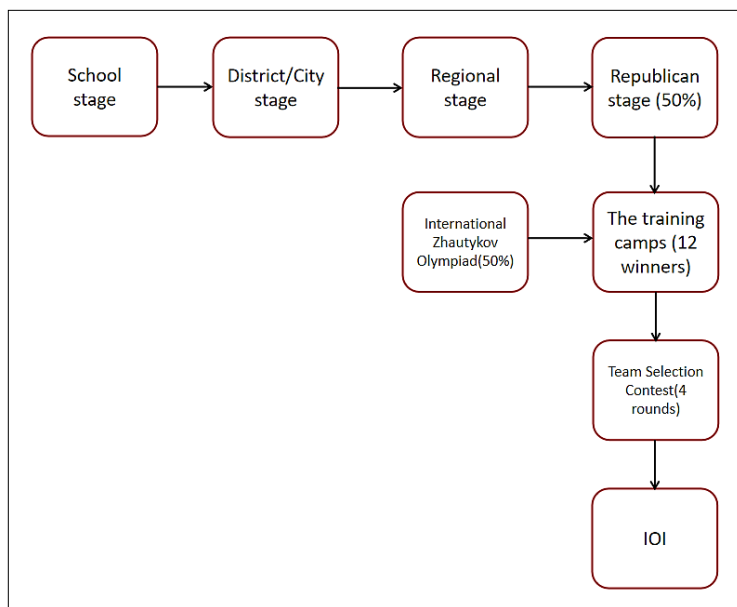 School
stage
District/City
stage
Regional
stage
Republican
stage (50%)
International
Zhautykov
Olympiad(50%)
The training
camps (12
winners)
Team Selection
Contest(4
rounds)
IOI